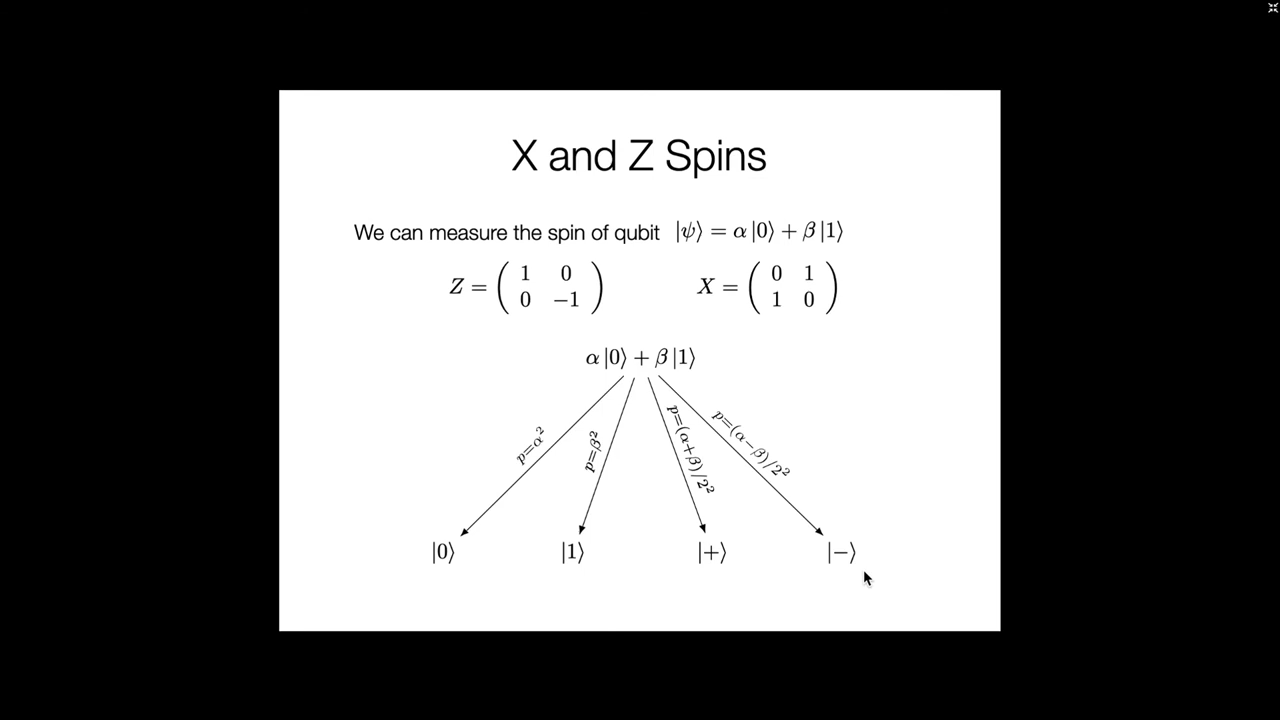 X and Z Spins
We can measure the spin of qubit |ψ⟩ = α|0⟩ + β|1⟩
Z = ( 1 0 0 −1 ) X = ( 0 1 1 0 )
α|0⟩ + β|1⟩
p=α² p=β² p=(α+β)/2² p=(α−β)/2²
|0⟩ |1⟩ |+⟩ |−⟩